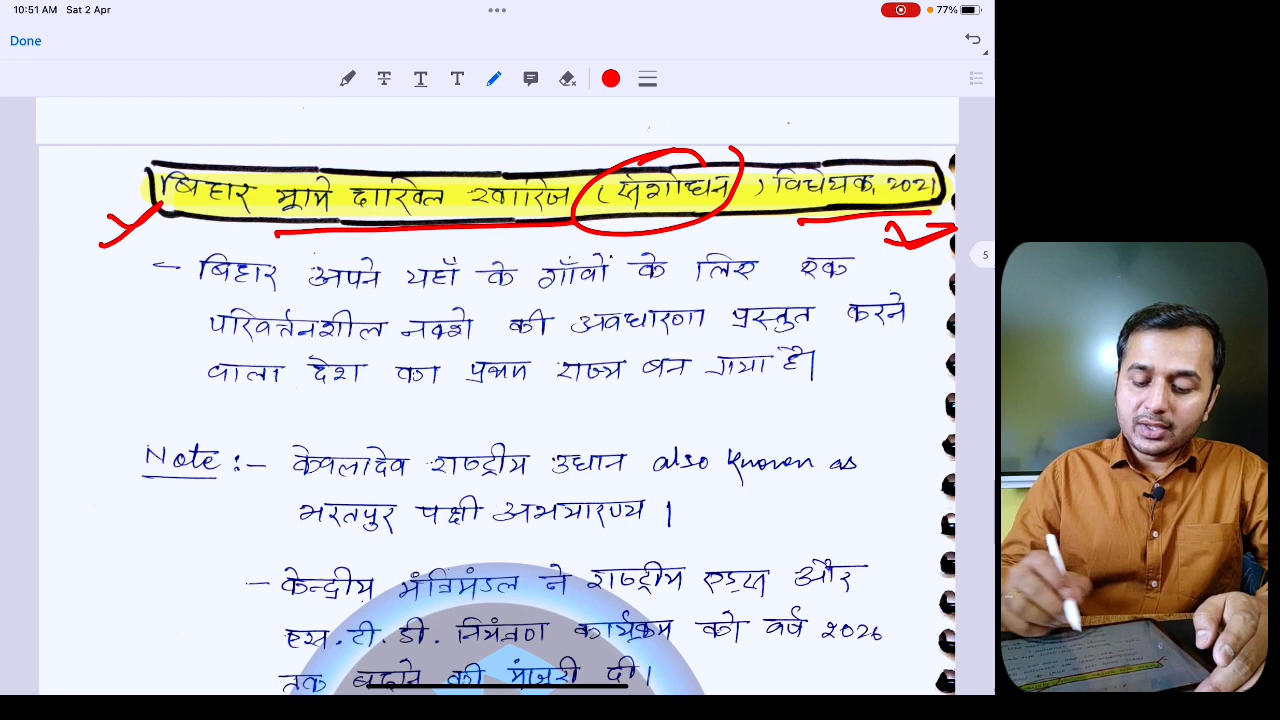 10:51 AM Sat 2 Apr
77%
Done
बिहार भूमि दाखिल खारिज (संशोधन) विधेयक, 2021
- बिहार अपने यहाँ के गाँवों के लिए एक
परिवर्तनशील नक्शे की अवधारणा प्रस्तुत करने
वाला देश का प्रथम राज्य बन गया है।
5
Note :- केवलादेव राष्ट्रीय उधान also known as
भरतपुर पक्षी अभयारण्य।
- केन्द्रीय मंत्रिमंडल ने राष्ट्रीय एड्स और
एस.टी.डी. नियंत्रण कार्यक्रम को वर्ष 2026
तक बढ़ाने की मंजूरी दी।